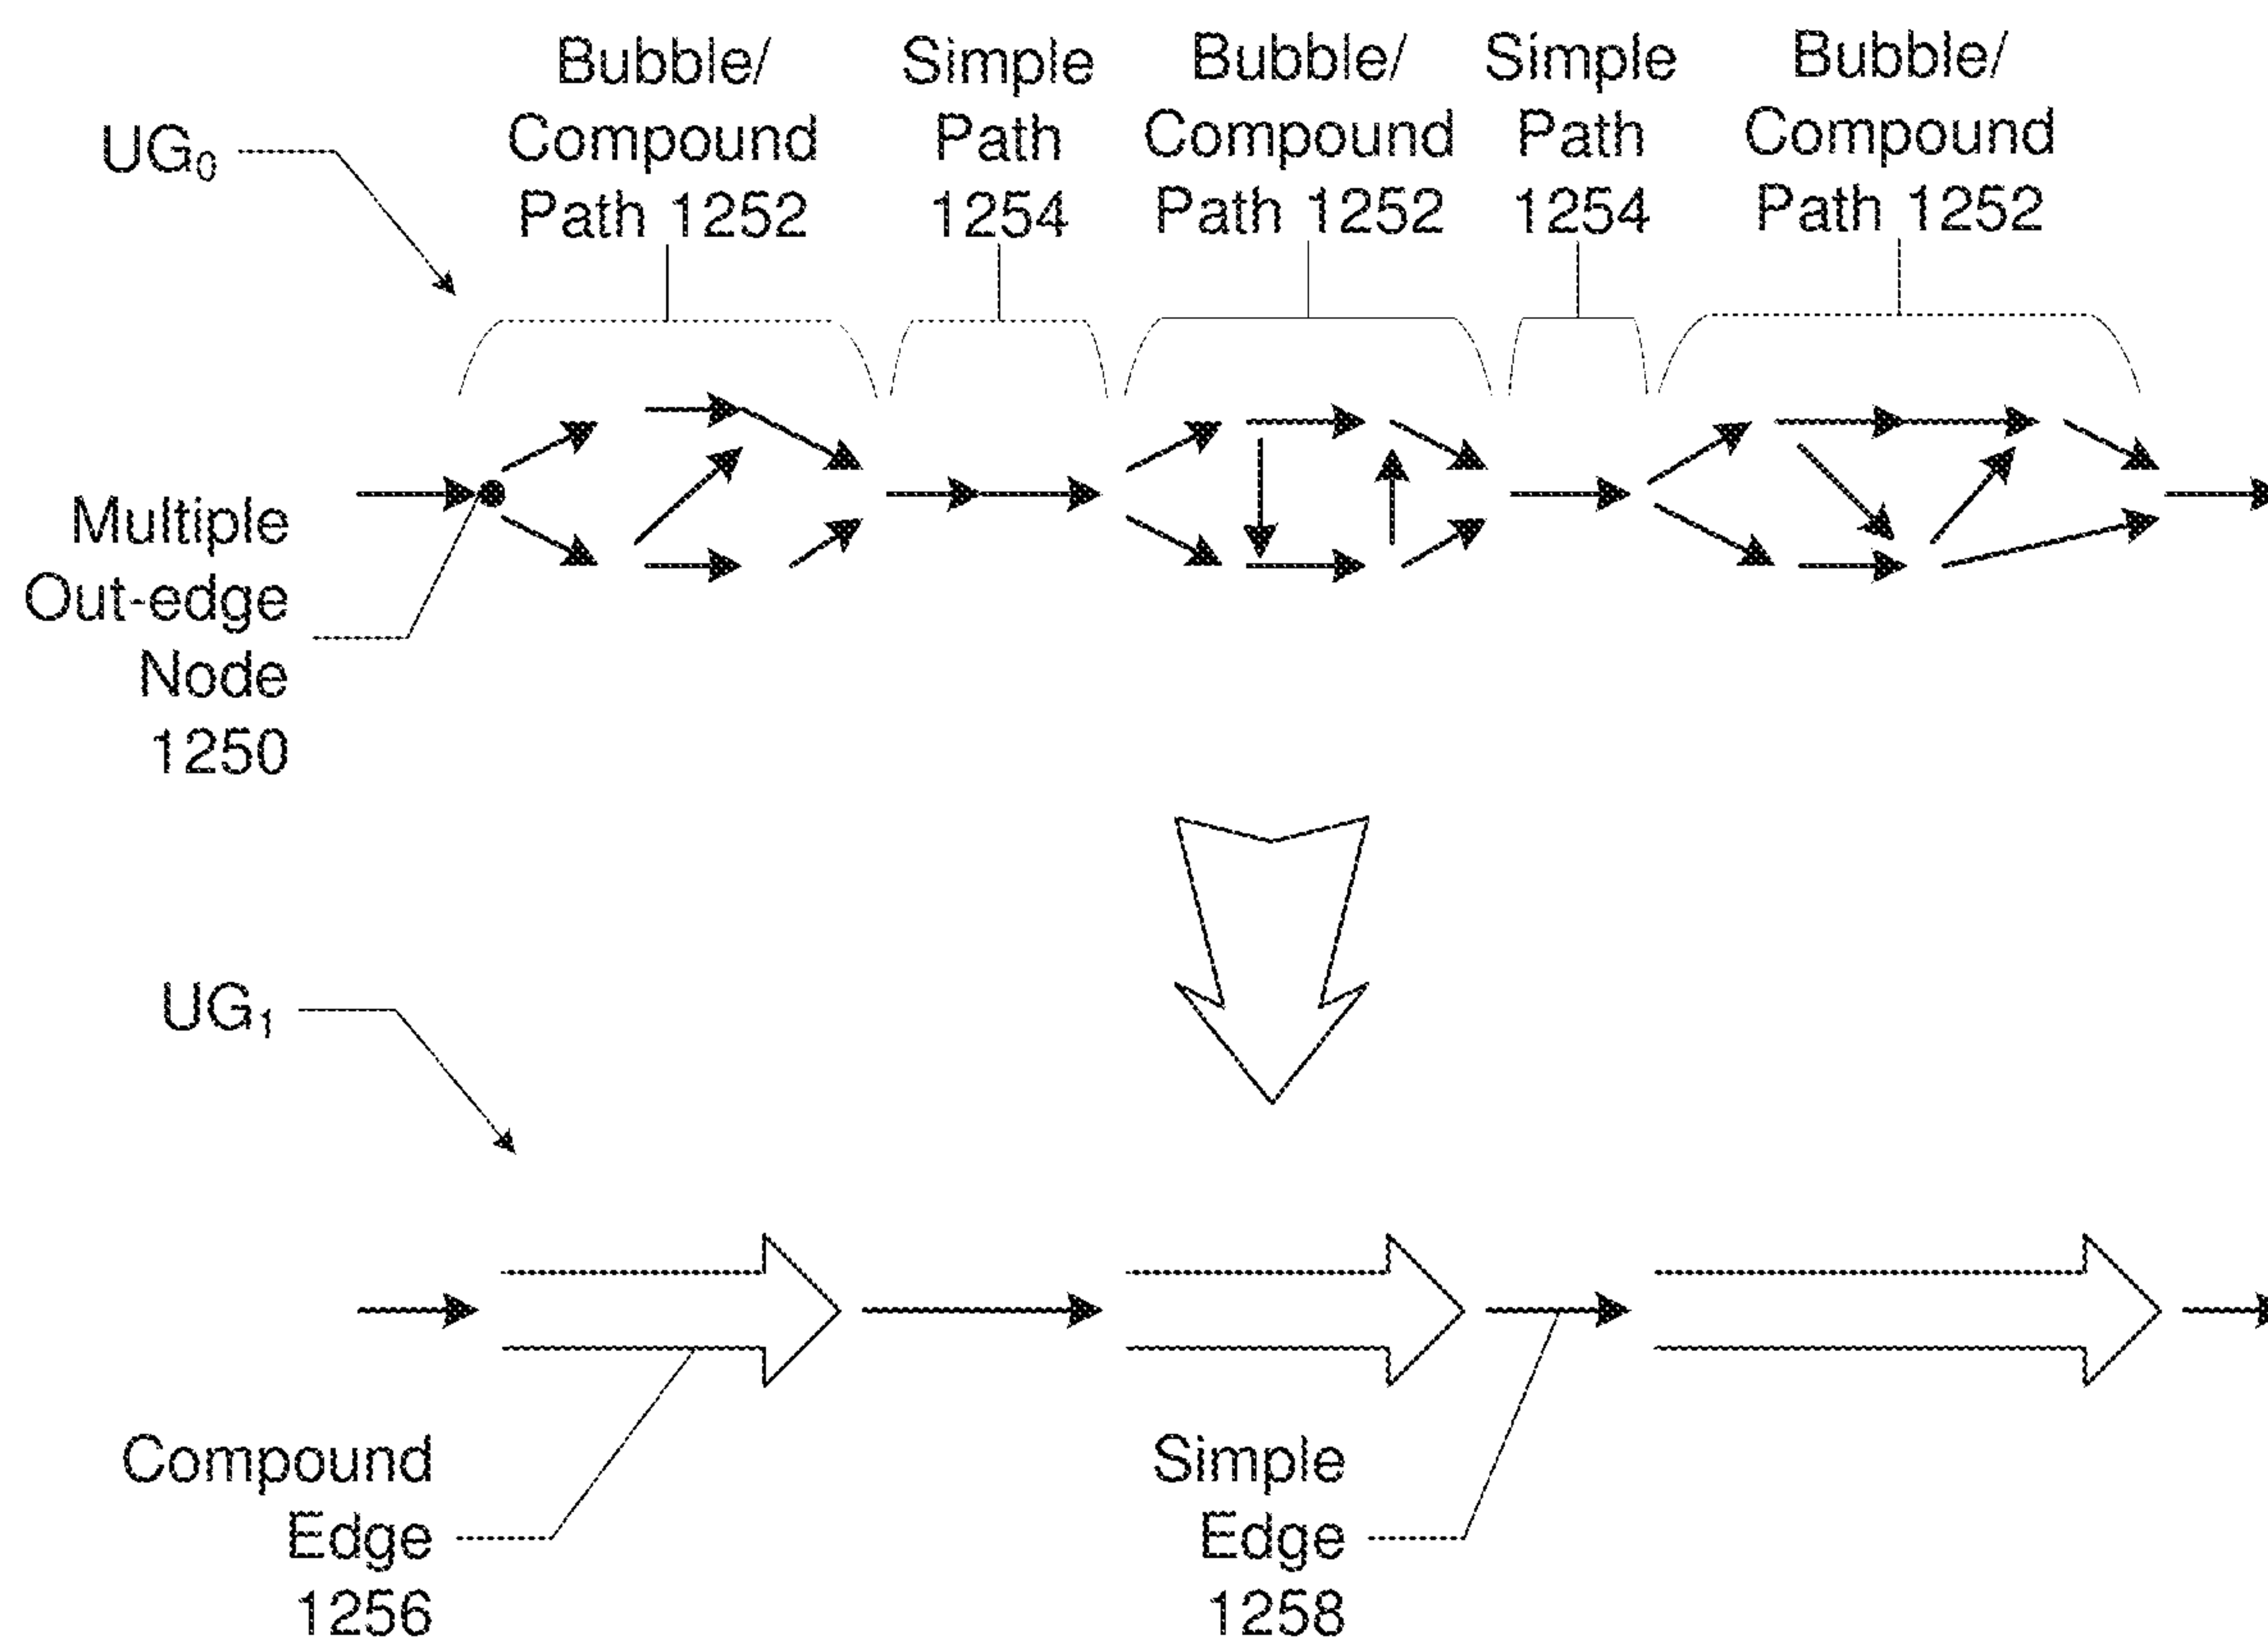 UG₀
Bubble/
Compound
Path 1252
Simple
Path
1254
Bubble/
Compound
Path 1252
Simple
Path
1254
Bubble/
Compound
Path 1252
Multiple
Out-edge
Node
1250
UG₁
Compound
Edge
1256
Simple
Edge
1258